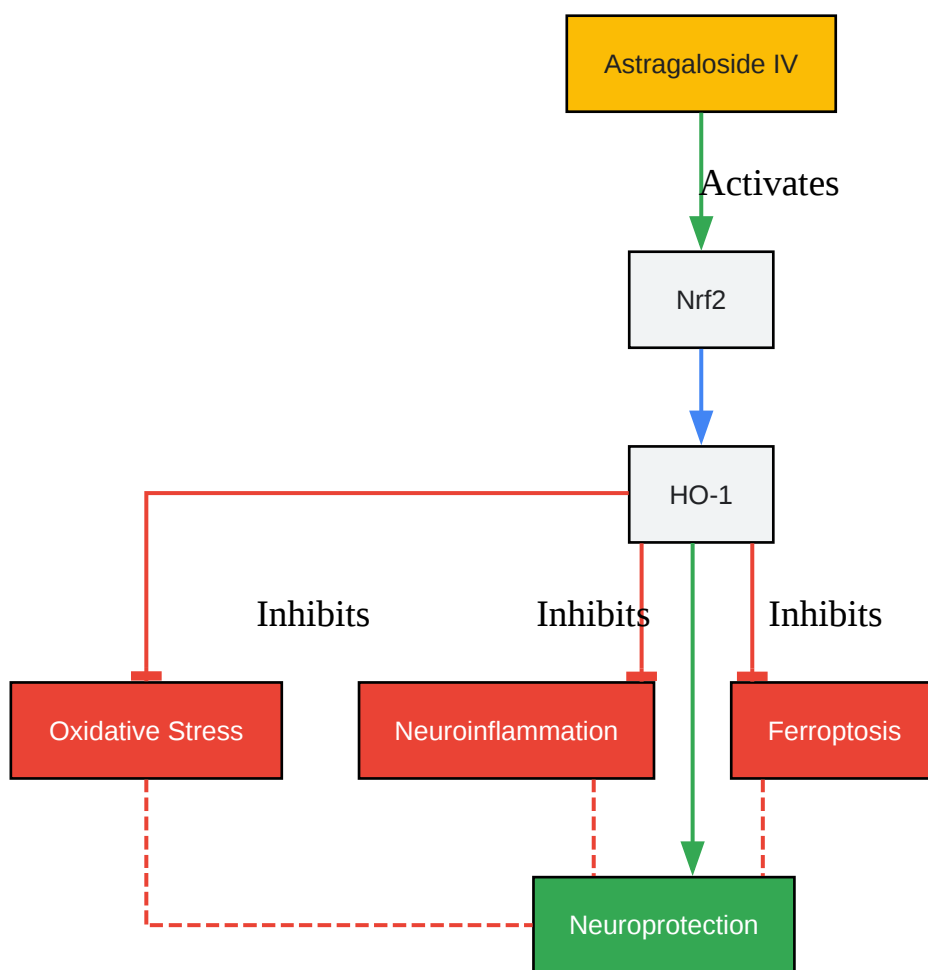 Astragaloside IV
Activates
Nrf2
HO-1
Inhibits
Inhibits
Inhibits
Oxidative Stress
Neuroinflammation
Ferroptosis
Neuroprotection